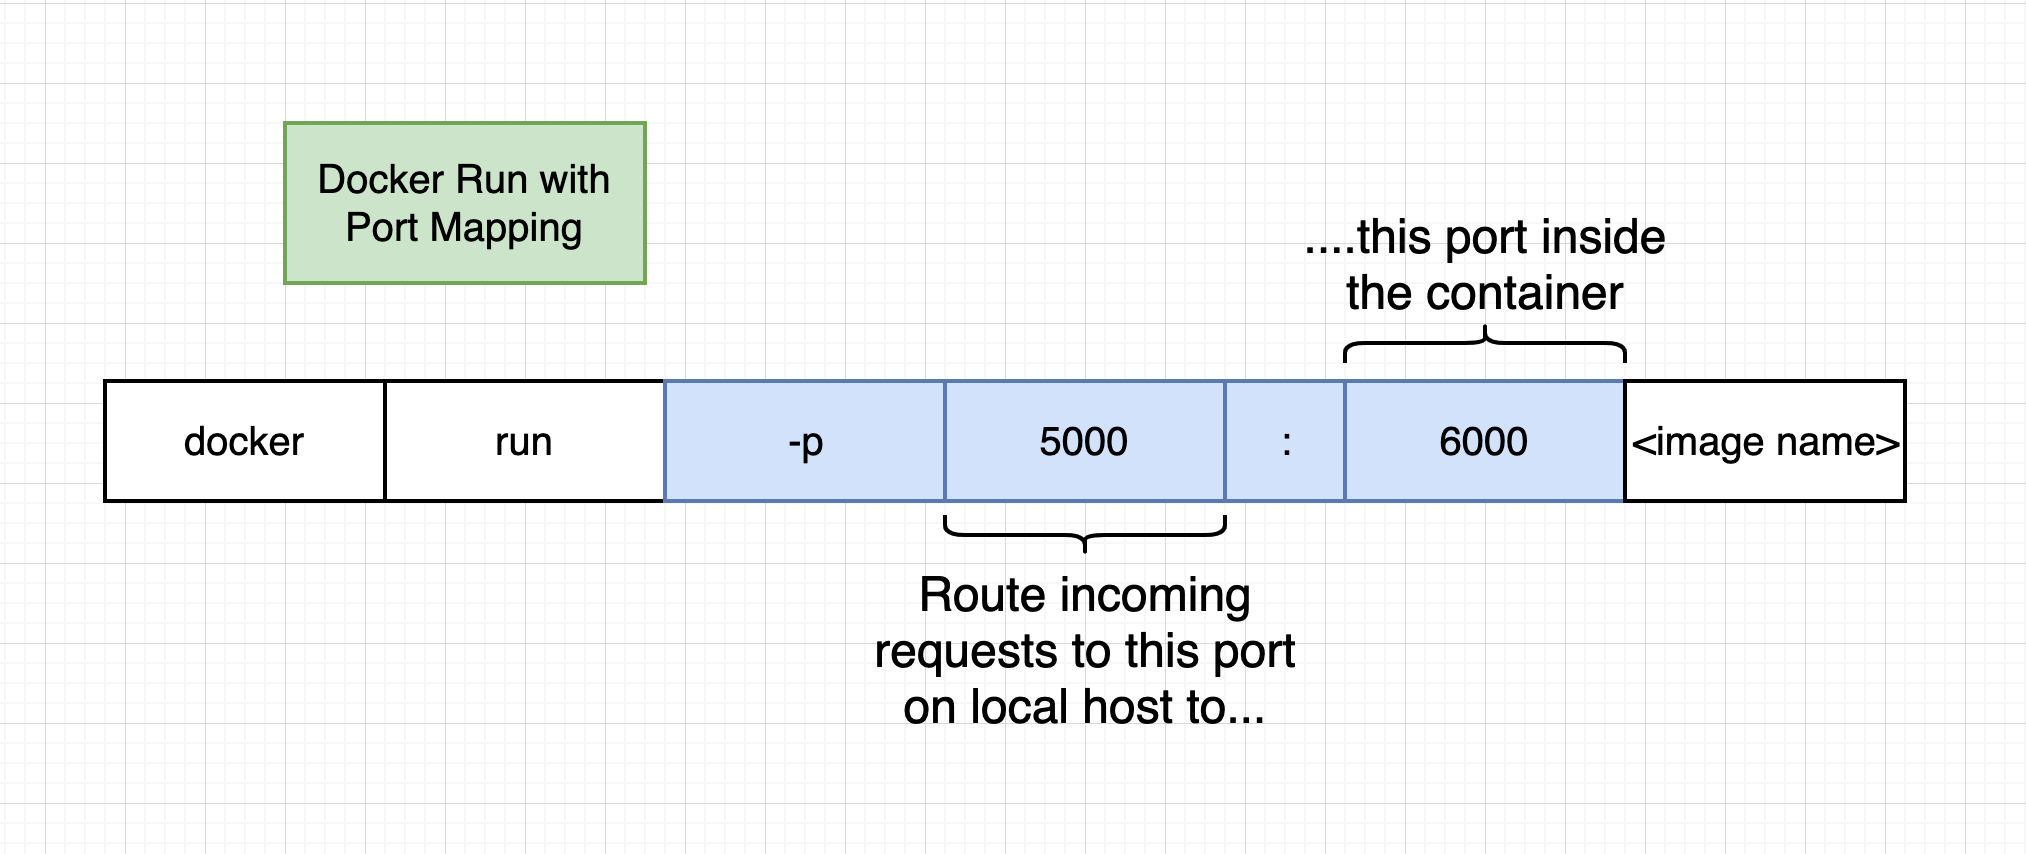 Docker Run with
Port Mapping
....this port inside
the container
docker run -p 5000 : 6000 <image name>
Route incoming
requests to this port
on local host to...